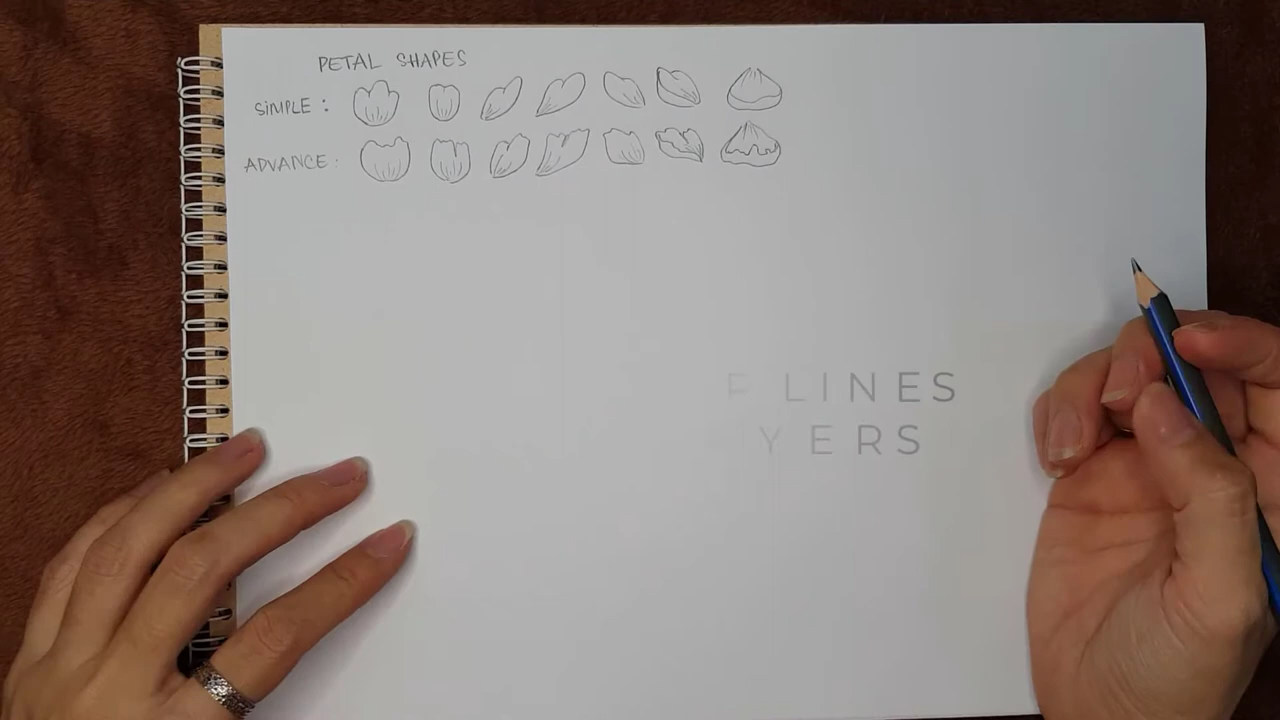 PETAL SHAPES
SIMPLE :
ADVANCE :
LINES
YERS